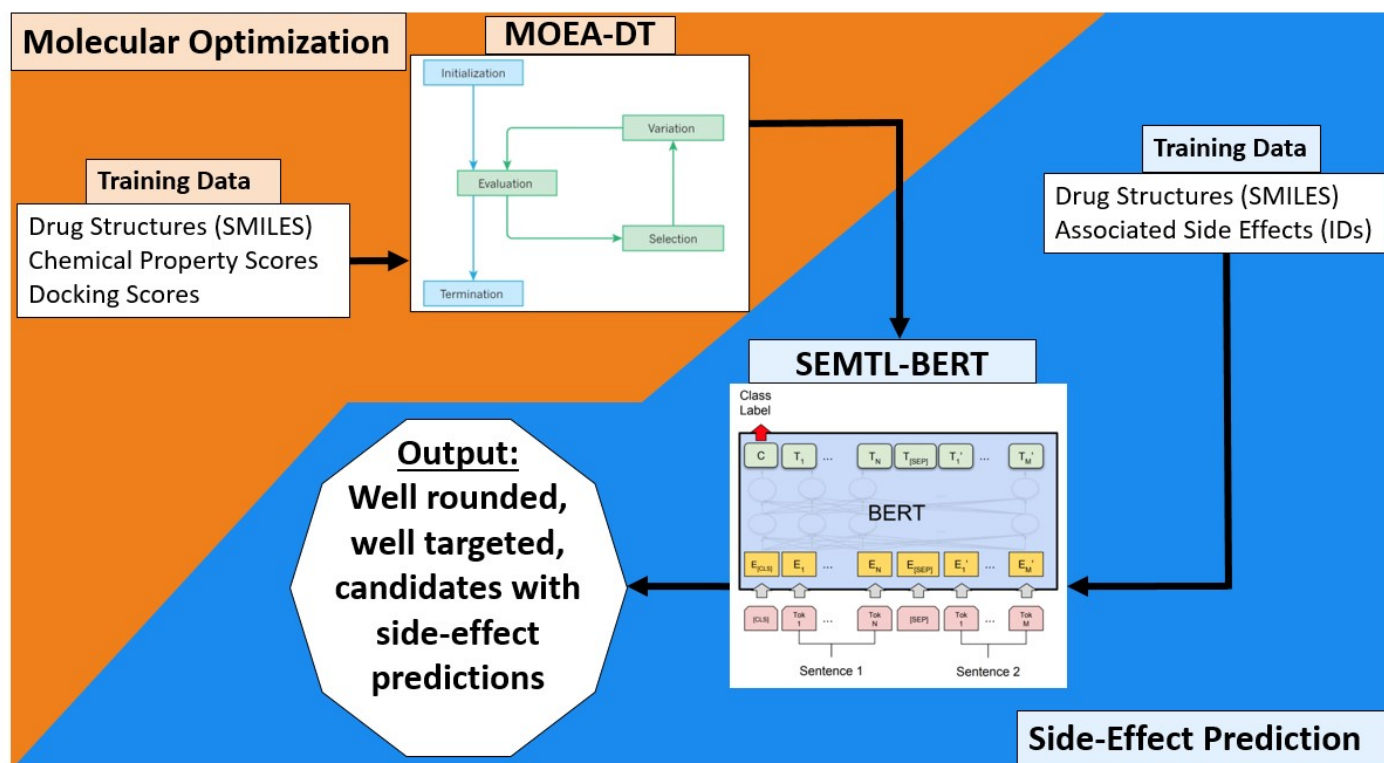 Molecular Optimization
MOEA-DT
Initialization
Variation
Evaluation
Selection
Termination
Training Data
Drug Structures (SMILES)
Chemical Property Scores
Docking Scores
Training Data
Drug Structures (SMILES)
Associated Side Effects (IDs)
SEMTL-BERT
Class
Label
C T1 ... TN T[SEP] T1' ... TM'
BERT
E[CLS] E1 ... EN E[SEP] E1' ... EM'
[CLS] Tok 1 ... Tok N [SEP] Tok 1 ... Tok M
Sentence 1 Sentence 2
Output:
Well rounded,
well targeted,
candidates with
side-effect
predictions
Side-Effect Prediction